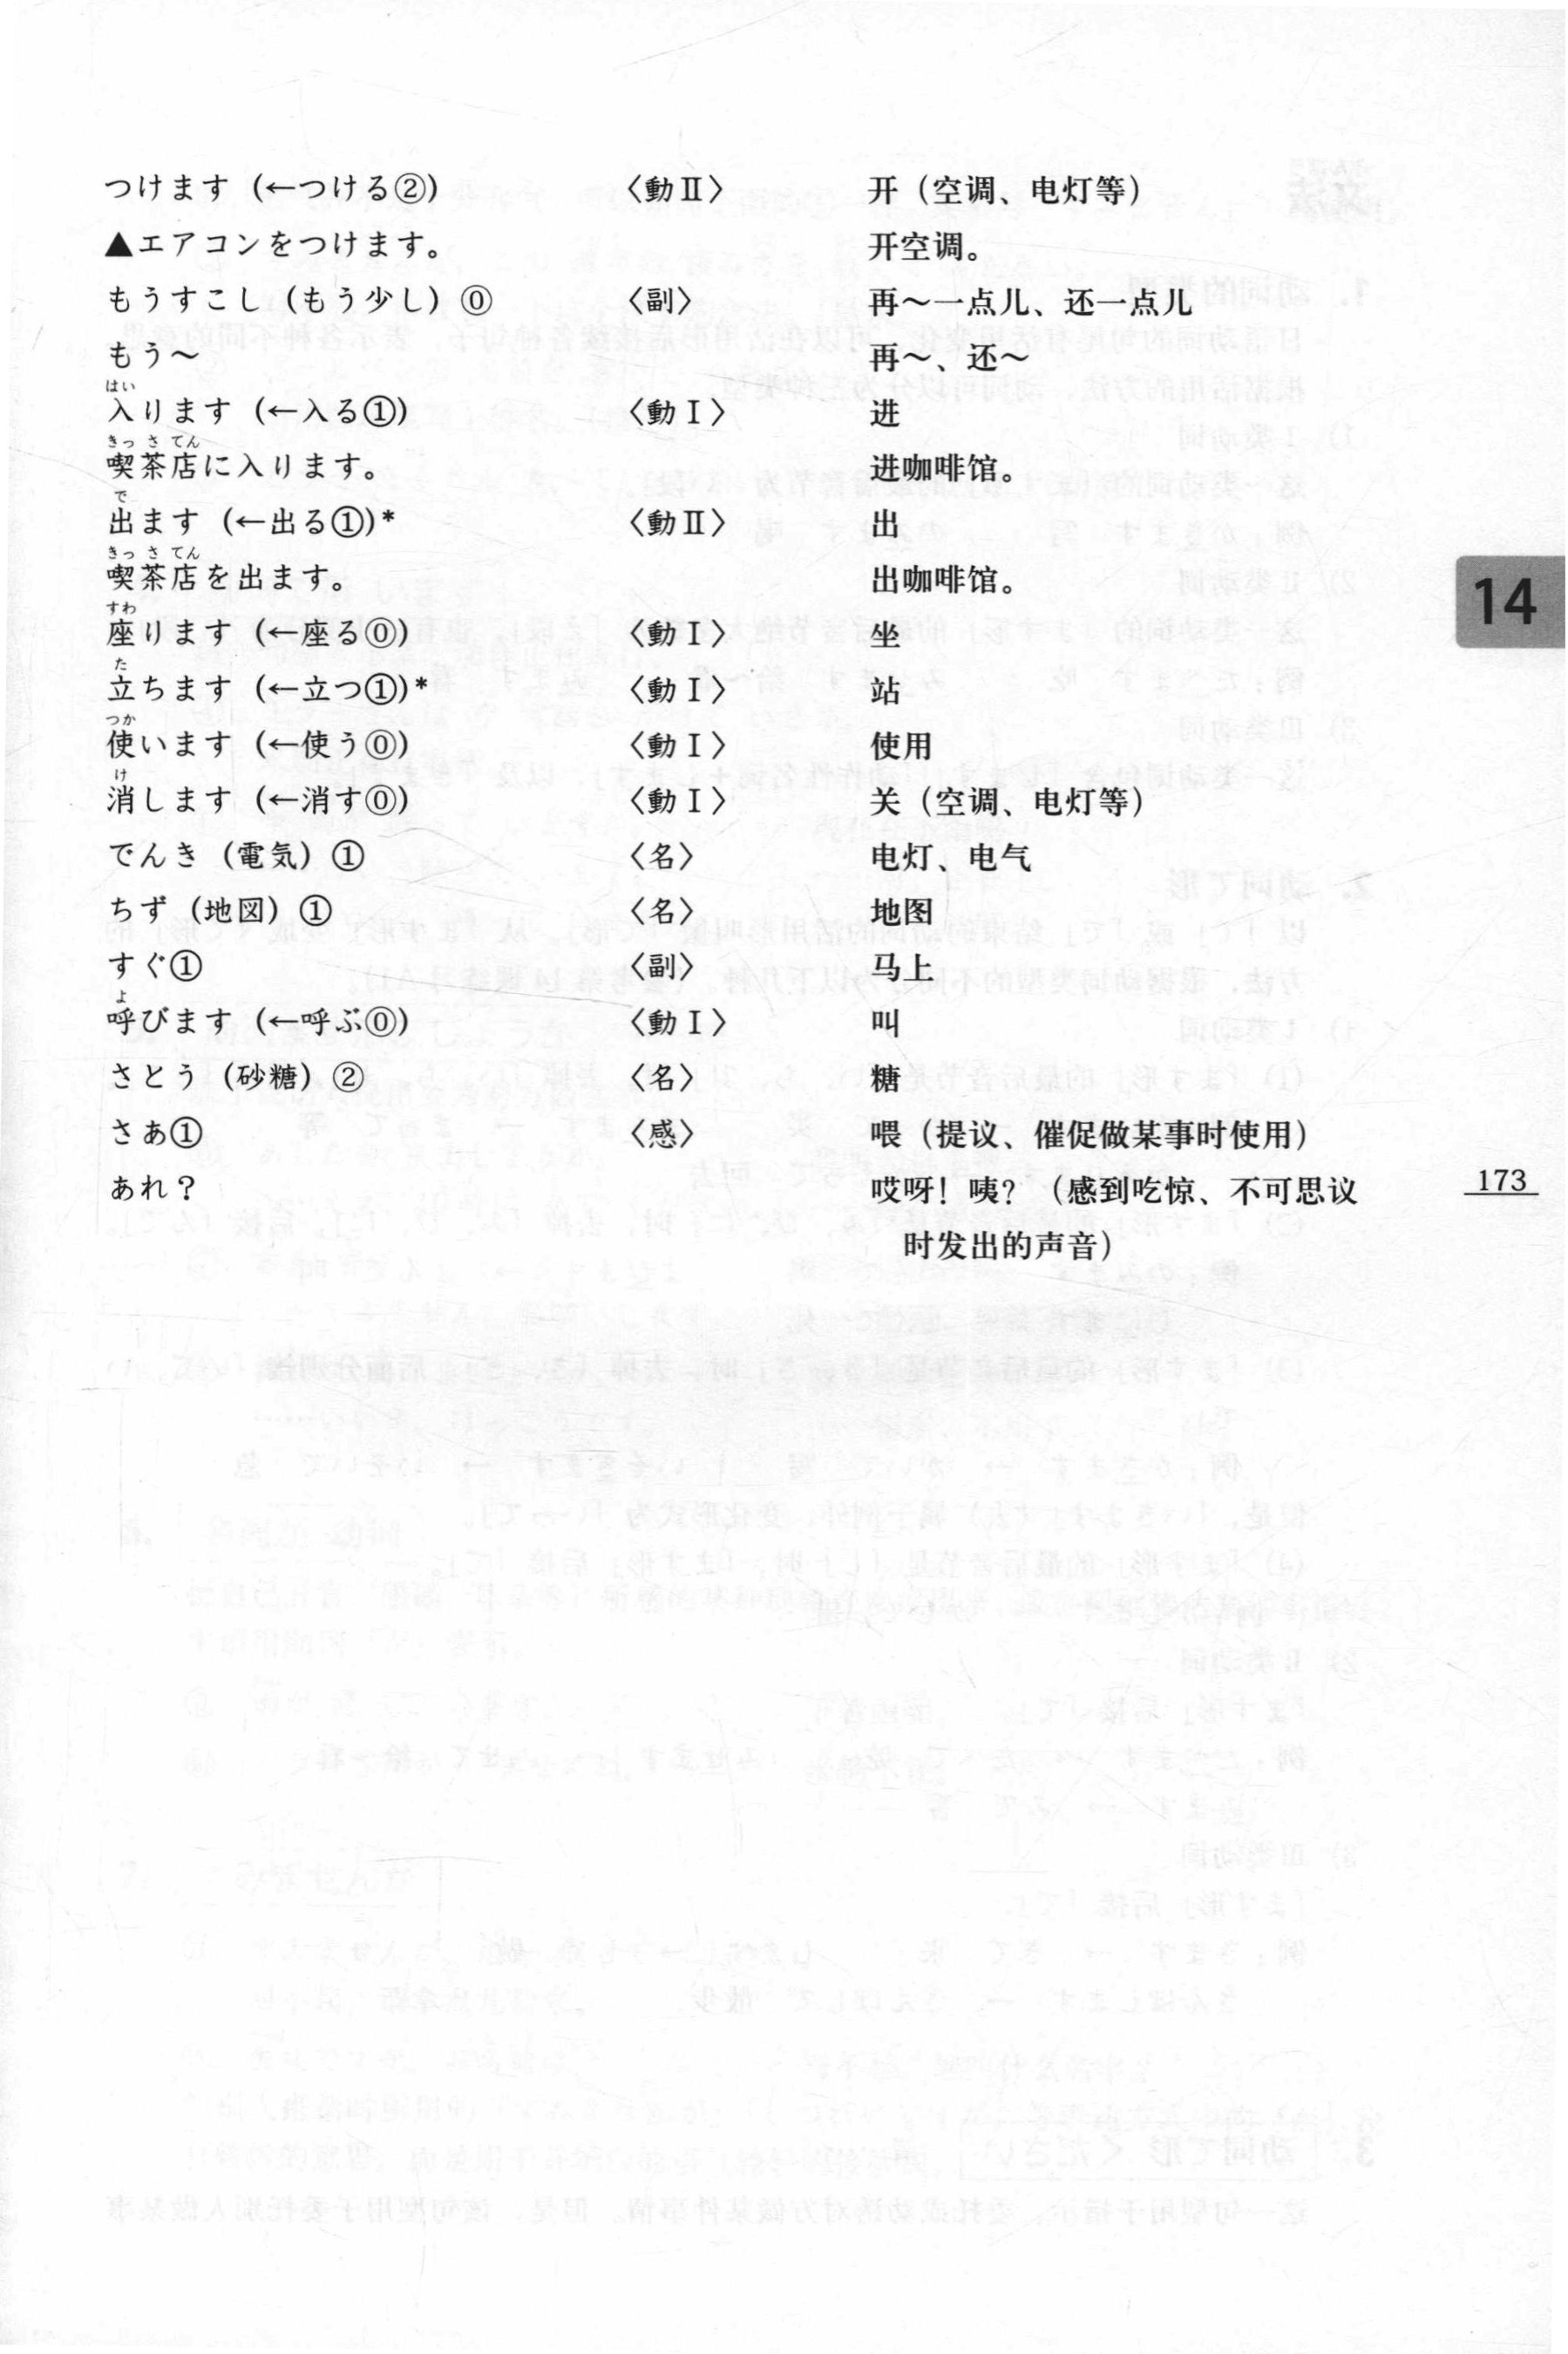 つけます（←つける②）　〈動Ⅱ〉　开（空调、电灯等）
▲エアコンをつけます。　开空调。
もうすこし（もう少し）⓪　〈副〉　再～一点儿、还一点儿
もう～　再～、还～
はい
入ります（←入る①）　〈動Ⅰ〉　进
きっ さ てん
喫茶店に入ります。　进咖啡馆。
で
出ます（←出る①）*　〈動Ⅱ〉　出
きっ さ てん
喫茶店を出ます。　出咖啡馆。
14
すわ
座ります（←座る⓪）　〈動Ⅰ〉　坐
た
立ちます（←立つ①）*　〈動Ⅰ〉　站
つか
使います（←使う⓪）　〈動Ⅰ〉　使用
け
消します（←消す⓪）　〈動Ⅰ〉　关（空调、电灯等）
でんき（電気）①　〈名〉　电灯、电气
ちず（地図）①　〈名〉　地图
すぐ①　〈副〉　马上
よ
呼びます（←呼ぶ⓪）　〈動Ⅰ〉　叫
さとう（砂糖）②　〈名〉　糖
さあ①　〈感〉　喂（提议、催促做某事时使用）
あれ？　哎呀！咦？（感到吃惊、不可思议
173
时发出的声音）